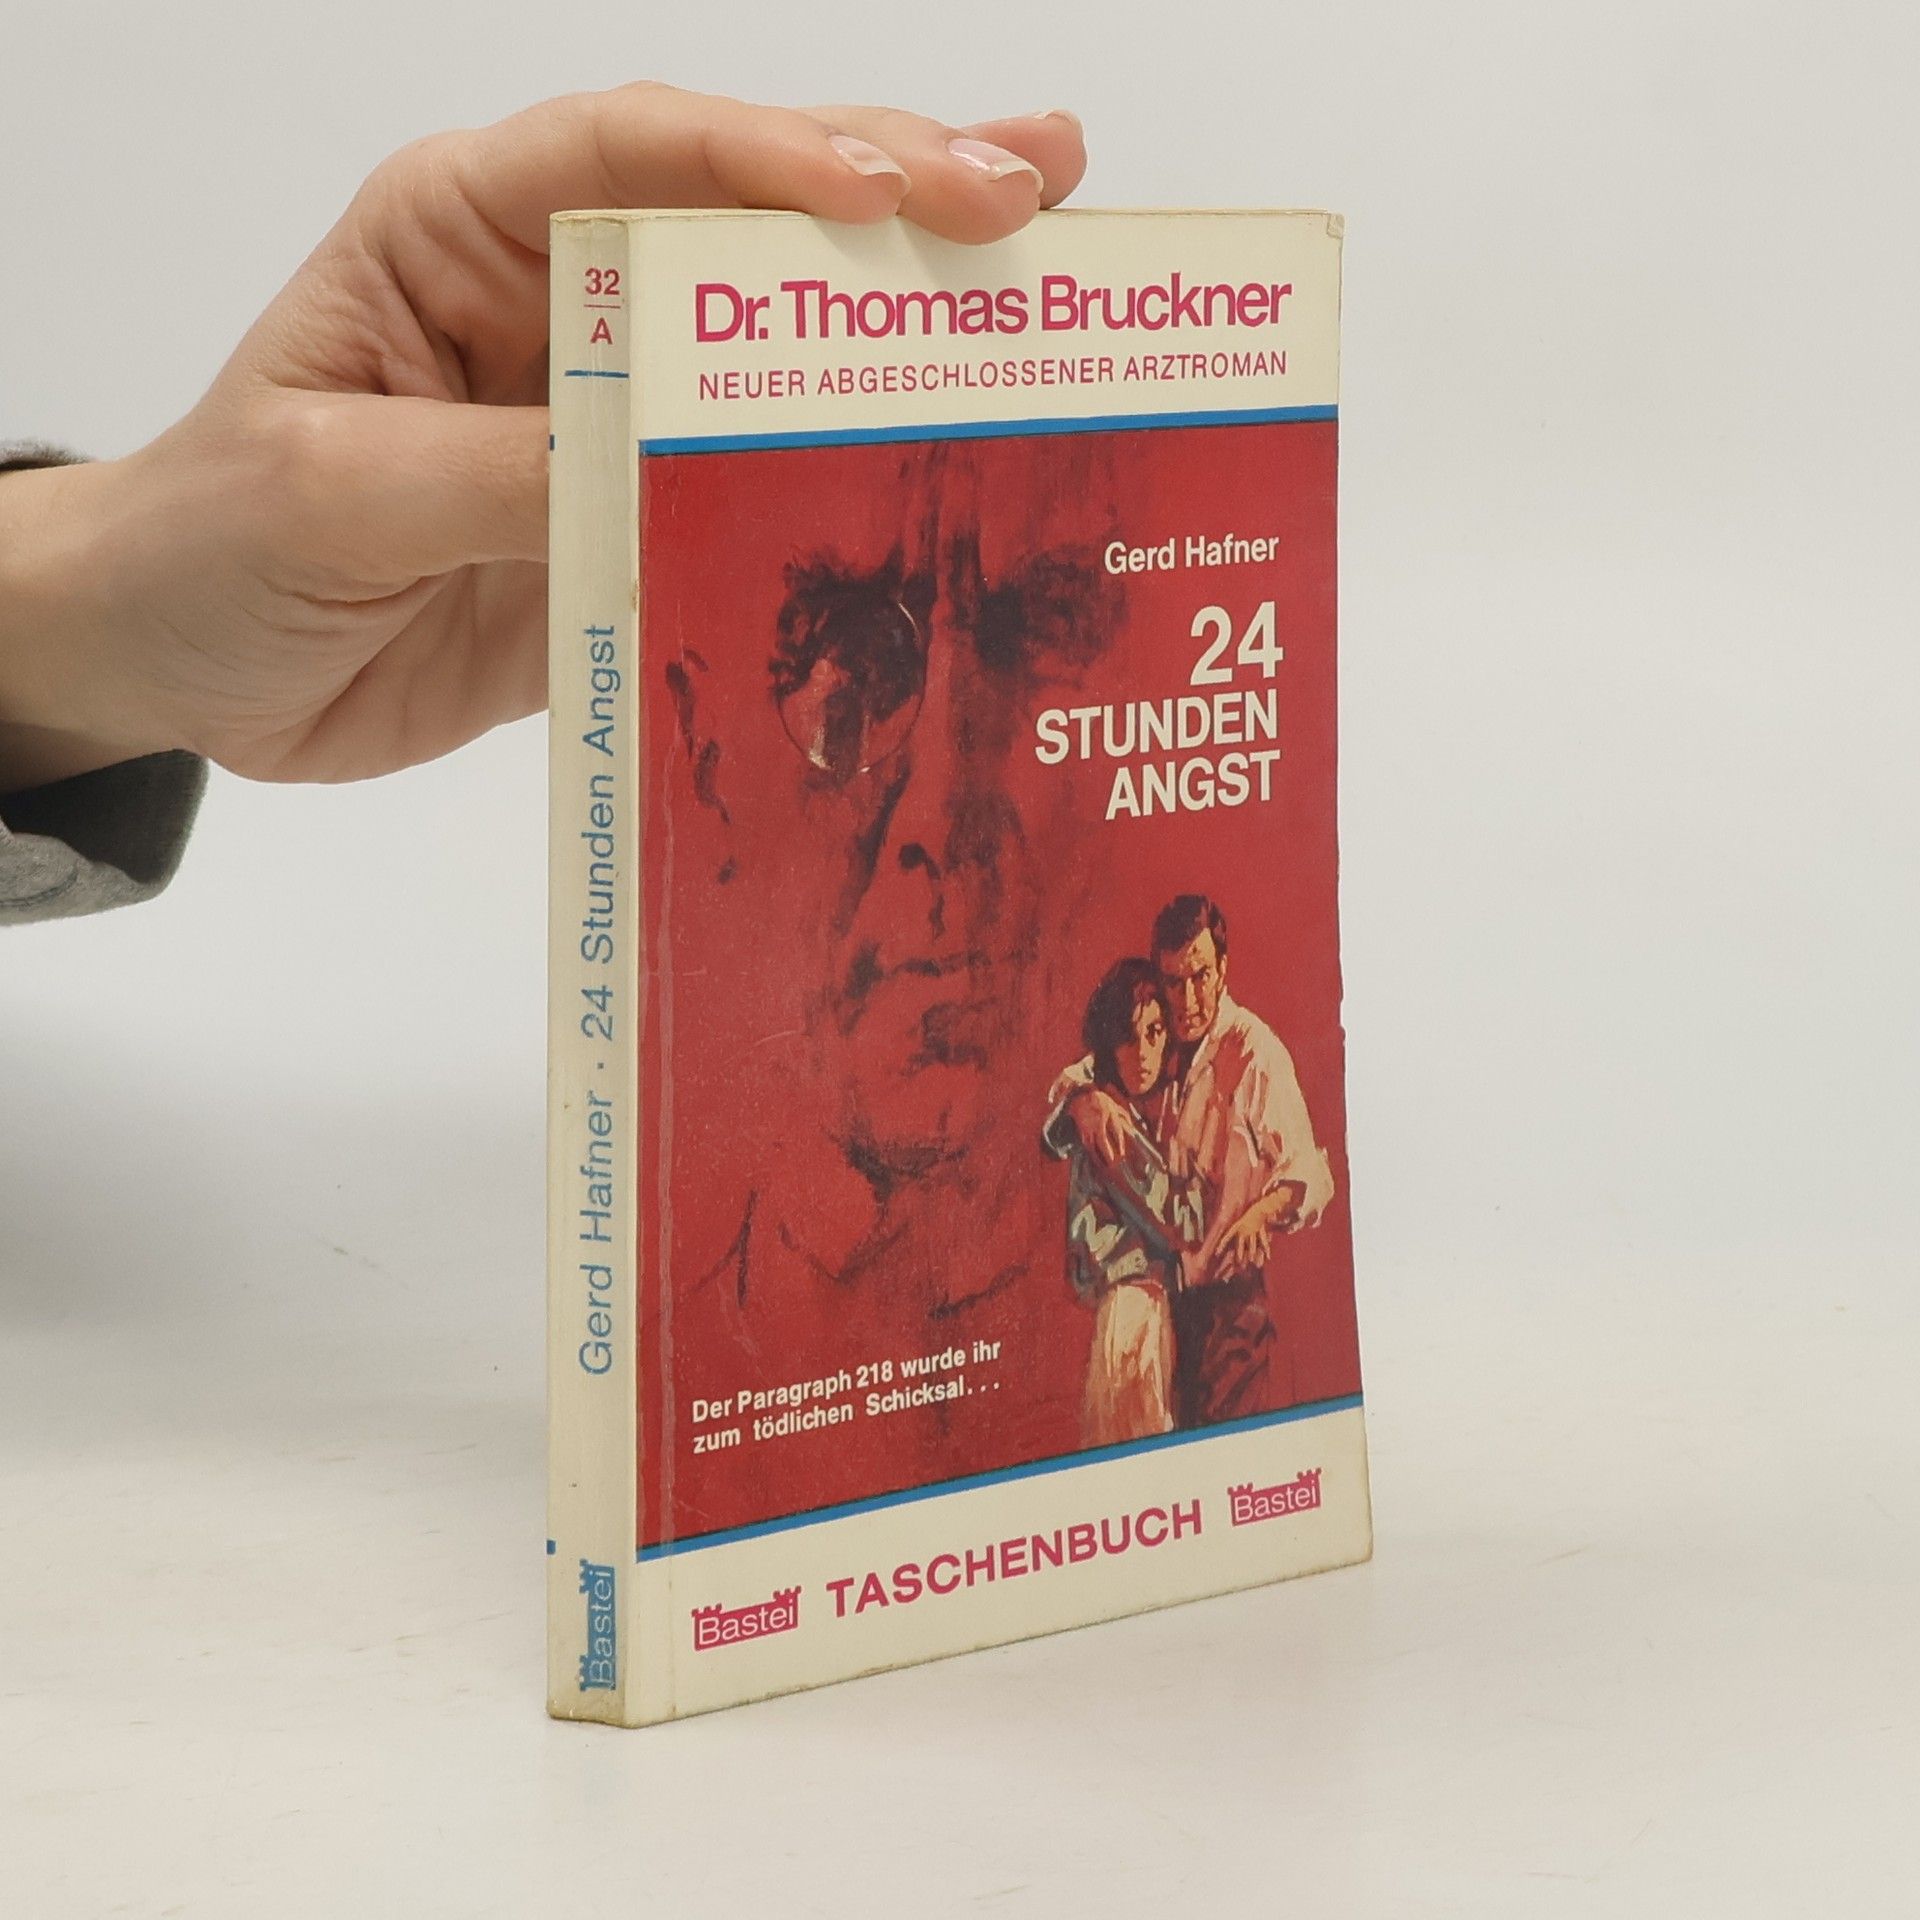 32
A
Gerd Hafner · 24 Stunden Angst
Bastei
Dr. Thomas Bruckner
NEUER ABGESCHLOSSENER ARZTROMAN
Gerd Hafner
24
STUNDEN
ANGST
Der Paragraph 218 wurde ihr
zum tödlichen Schicksal...
Bastei TASCHENBUCH Bastei